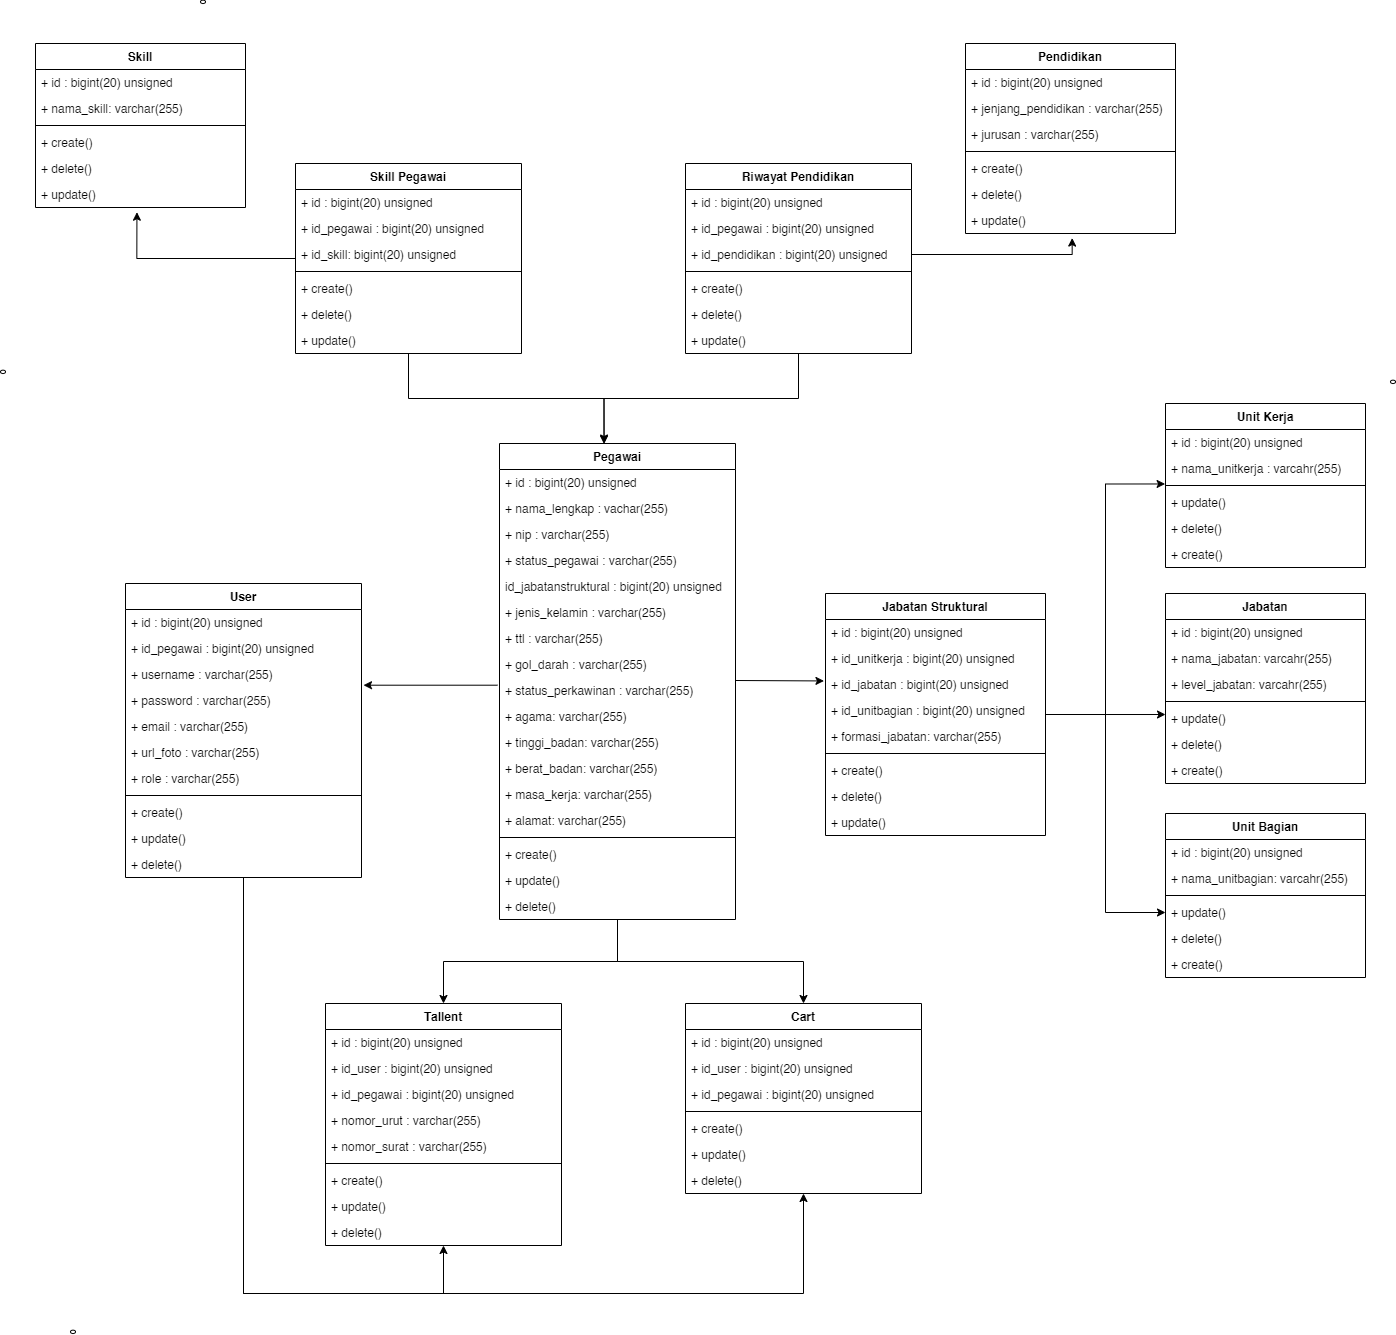 Skill
+ id : bigint(20) unsigned
+ nama_skill: varchar(255)
+ create()
+ delete()
+ update()
Pendidikan
+ id : bigint(20) unsigned
+ jenjang_pendidikan : varchar(255)
+ jurusan : varchar(255)
+ create()
+ delete()
+ update()
Skill Pegawai
+ id : bigint(20) unsigned
+ id_pegawai : bigint(20) unsigned
+ id_skill: bigint(20) unsigned
+ create()
+ delete()
+ update()
Riwayat Pendidikan
+ id : bigint(20) unsigned
+ id_pegawai : bigint(20) unsigned
+ id_pendidikan : bigint(20) unsigned
+ create()
+ delete()
+ update()
Pegawai
+ id : bigint(20) unsigned
+ nama_lengkap : vachar(255)
+ nip : varchar(255)
+ status_pegawai : varchar(255)
id_jabatanstruktural : bigint(20) unsigned
+ jenis_kelamin : varchar(255)
+ ttl : varchar(255)
+ gol_darah : varchar(255)
+ status_perkawinan : varchar(255)
+ agama: varchar(255)
+ tinggi_badan: varchar(255)
+ berat_badan: varchar(255)
+ masa_kerja: varchar(255)
+ alamat: varchar(255)
+ create()
+ update()
+ delete()
Unit Kerja
+ id : bigint(20) unsigned
+ nama_unitkerja : varcahr(255)
+ update()
+ delete()
+ create()
User
+ id : bigint(20) unsigned
+ id_pegawai : bigint(20) unsigned
+ username : varchar(255)
+ password : varchar(255)
+ email : varchar(255)
+ url_foto : varchar(255)
+ role : varchar(255)
+ create()
+ update()
+ delete()
Jabatan Struktural
+ id : bigint(20) unsigned
+ id_unitkerja : bigint(20) unsigned
+ id_jabatan : bigint(20) unsigned
+ id_unitbagian : bigint(20) unsigned
+ formasi_jabatan: varchar(255)
+ create()
+ delete()
+ update()
Jabatan
+ id : bigint(20) unsigned
+ nama_jabatan: varcahr(255)
+ level_jabatan: varcahr(255)
+ update()
+ delete()
+ create()
Unit Bagian
+ id : bigint(20) unsigned
+ nama_unitbagian: varcahr(255)
+ update()
+ delete()
+ create()
Tallent
+ id : bigint(20) unsigned
+ id_user : bigint(20) unsigned
+ id_pegawai : bigint(20) unsigned
+ nomor_urut : varchar(255)
+ nomor_surat : varchar(255)
+ create()
+ update()
+ delete()
Cart
+ id : bigint(20) unsigned
+ id_user : bigint(20) unsigned
+ id_pegawai : bigint(20) unsigned
+ create()
+ update()
+ delete()